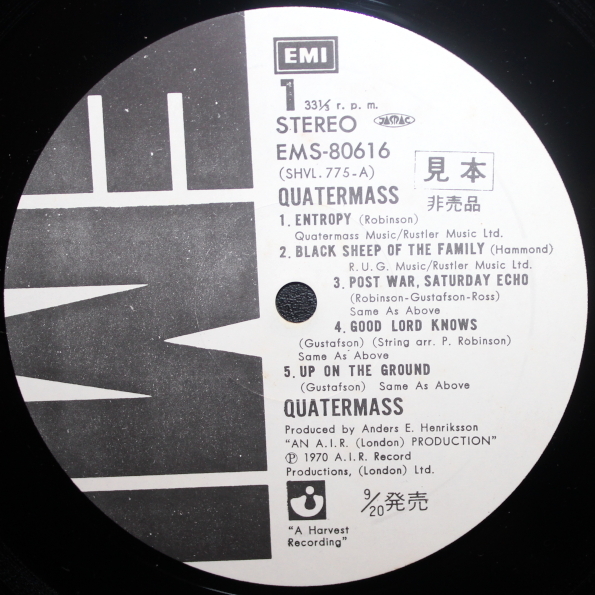 EMI
1 33⅓ r. p. m.
STEREO JASRAC
EMS-80616
(SHVL. 775-A)
見本
QUATERMASS
非売品
1. ENTROPY (Robinson)
Quatermass Music/Rustler Music Ltd.
2. BLACK SHEEP OF THE FAMILY (Hammond)
R. U. G. Music/Rustler Music Ltd.
3. POST WAR, SATURDAY ECHO
(Robinson-Gustafson-Ross)
Same As Above
4. GOOD LORD KNOWS
(Gustafson) (String arr. P. Robinson)
Same As Above
5. UP ON THE GROUND
(Gustafson) Same As Above
QUATERMASS
Produced by Anders E. Henriksson
"AN A.I.R. (London) PRODUCTION"
Ⓟ 1970 A.I.R. Record
Productions, (London) Ltd.
9/20発売
"A Harvest
Recording"
EMI